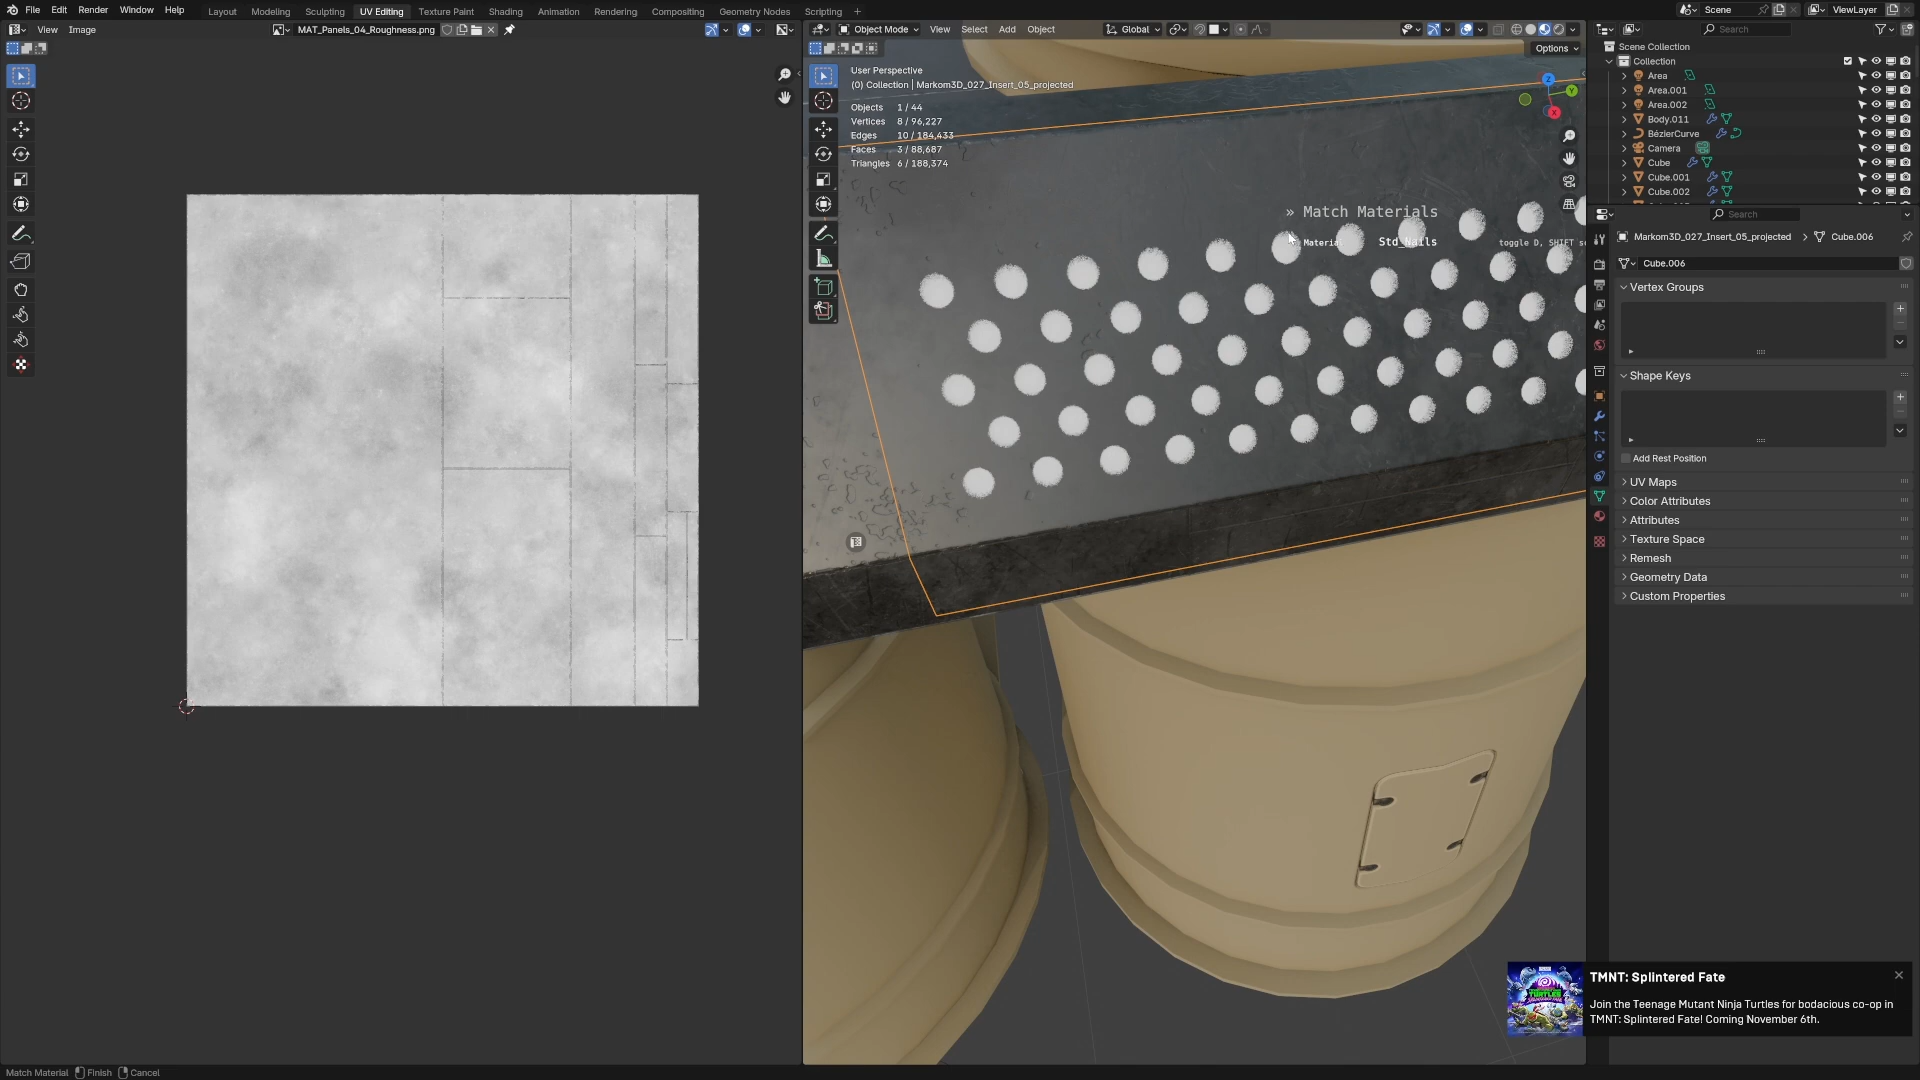 File Edit Render Window Help Layout Modeling Sculpting UV Editing Texture Paint Shading Animation Rendering Compositing Geometry Nodes Scripting + Scene ViewLayer
View Image MAT_Panels_04_Roughness.png Object Mode View Select Add Object Global Search
Options
Scene Collection
Collection
Area
Area.001
Area.002
Body.011
BézierCurve
Camera
Cube
Cube.001
Cube.002
User Perspective
(0) Collection | Markom3D_027_Insert_05_projected
Objects 1 / 44
Vertices 8 / 96,227
Edges 10 / 184,433
Faces 3 / 88,687
Triangles 6 / 188,374
Z
Y
X
» Match Materials
Material Std_Nails toggle D, SHIFT
Search
Markom3D_027_Insert_05_projected > Cube.006
Cube.006
Vertex Groups
Shape Keys
Add Rest Position
UV Maps
Color Attributes
Attributes
Texture Space
Remesh
Geometry Data
Custom Properties
TMNT: Splintered Fate
Join the Teenage Mutant Ninja Turtles for bodacious co-op in
TMNT: Splintered Fate! Coming November 6th.
Match Material Finish Cancel